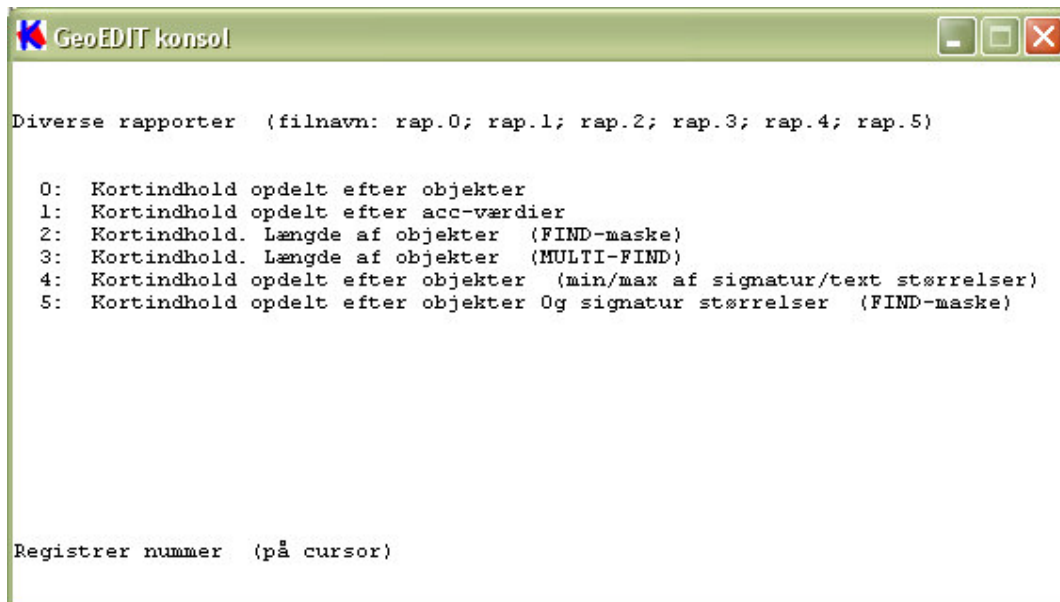 GeoEDIT konsol
Diverse rapporter (filnavn: rap.0; rap.1; rap.2; rap.3; rap.4; rap.5)
0: Kortindhold opdelt efter objekter
1: Kortindhold opdelt efter acc-værdier
2: Kortindhold. Længde af objekter (FIND-maske)
3: Kortindhold. Længde af objekter (MULTI-FIND)
4: Kortindhold opdelt efter objekter (min/max af signatur/text størrelser)
5: Kortindhold opdelt efter objekter Og signatur størrelser (FIND-maske)
Registrer nummer (på cursor)